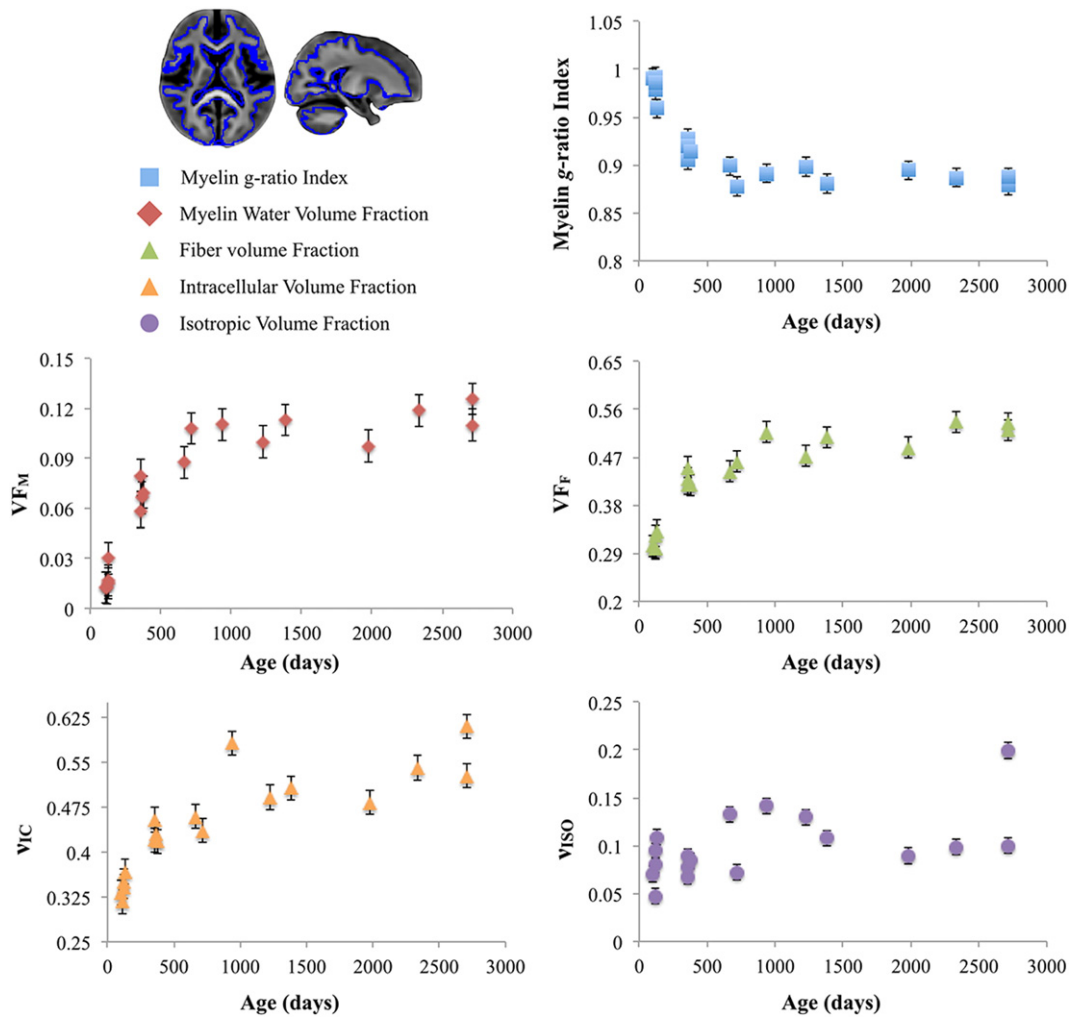 Myelin g-ratio Index
Myelin Water Volume Fraction
Fiber volume Fraction
Intracellular Volume Fraction
Isotropic Volume Fraction
Myelin g-ratio Index
1.05
1
0.95
0.9
0.85
0.8
0 500 1000 1500 2000 2500 3000
Age (days)
VFM
0.15
0.12
0.09
0.06
0.03
0
0 500 1000 1500 2000 2500 3000
Age (days)
VFF
0.65
0.56
0.47
0.38
0.29
0.2
0 500 1000 1500 2000 2500 3000
Age (days)
νIC
0.625
0.55
0.475
0.4
0.325
0.25
0 500 1000 1500 2000 2500 3000
Age (days)
νISO
0.25
0.2
0.15
0.1
0.05
0
0 500 1000 1500 2000 2500 3000
Age (days)